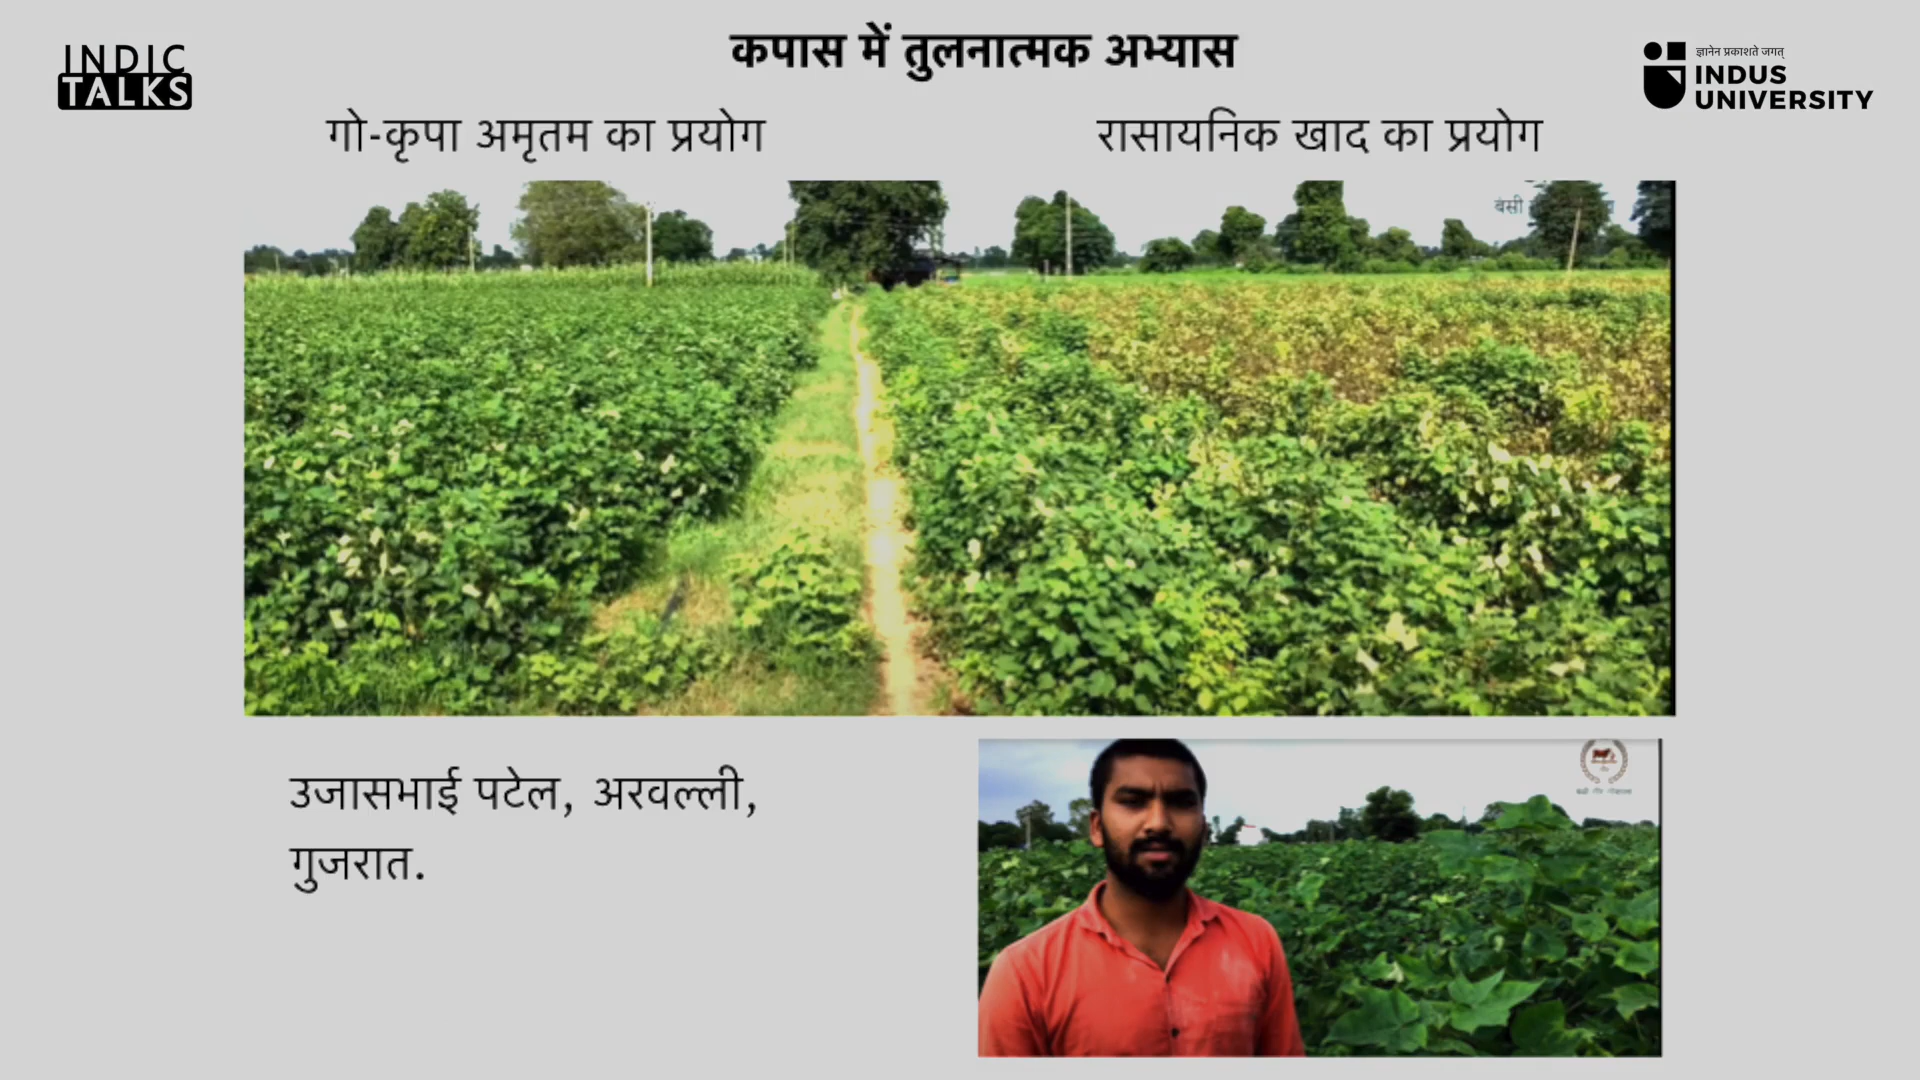 कपास में तुलनात्मक अभ्यास
INDIC
TALKS
ज्ञानेन प्रकाशते जगत्
INDUS
UNIVERSITY
गो-कृपा अमृतम का प्रयोग
रासायनिक खाद का प्रयोग
बंसी
उजासभाई पटेल, अरवल्ली,
गुजरात.